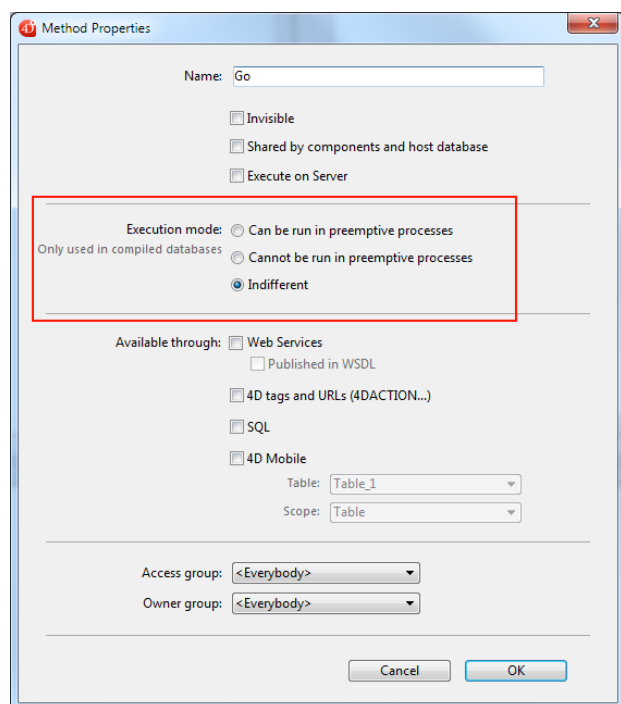 4D Method Properties
Name: Go
Invisible
Shared by components and host database
Execute on Server
Execution mode: Can be run in preemptive processes
Only used in compiled databases Cannot be run in preemptive processes
Indifferent
Available through: Web Services
Published in WSDL
4D tags and URLs (4DACTION...)
SQL
4D Mobile
Table: Table_1
Scope: Table
Access group: <Everybody>
Owner group: <Everybody>
Cancel OK